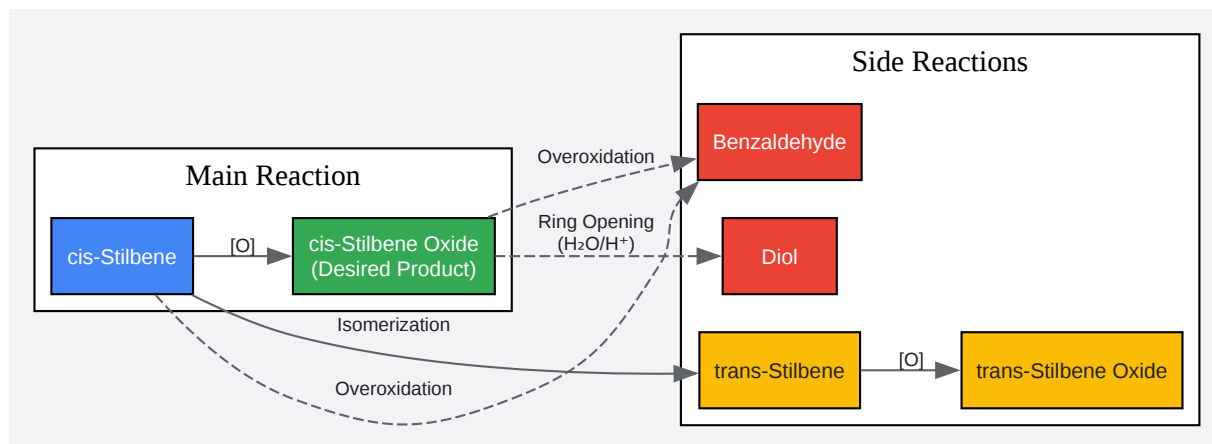 Side Reactions
Benzaldehyde
Overoxidation
Main Reaction
Ring Opening
(H₂O/H⁺)
cis-Stilbene
[O]
cis-Stilbene Oxide
(Desired Product)
Diol
Isomerization
Overoxidation
trans-Stilbene
[O]
trans-Stilbene Oxide